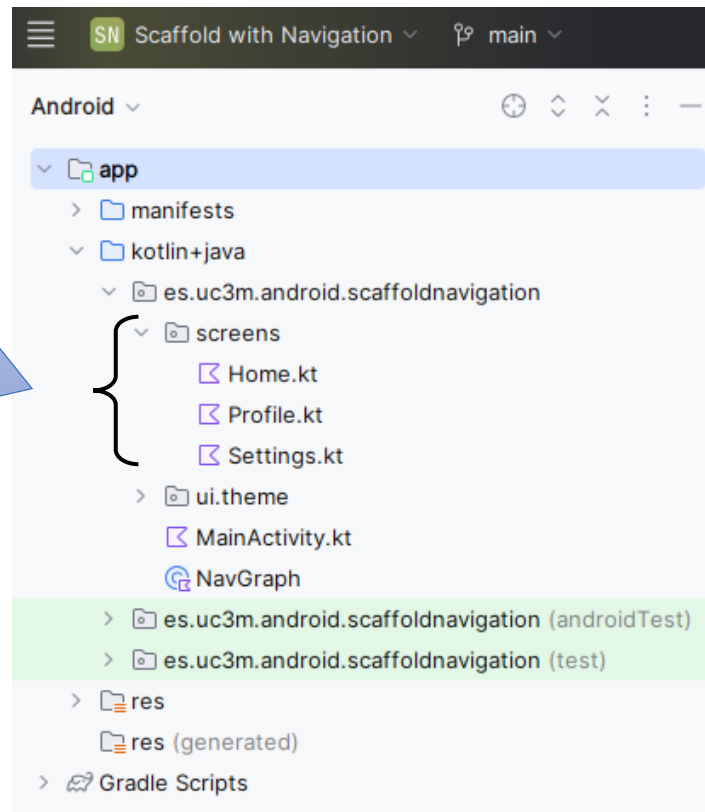 SN Scaffold with Navigation main
Android
app
manifests
kotlin+java
es.uc3m.android.scaffoldnavigation
screens
Home.kt
Profile.kt
Settings.kt
ui.theme
MainActivity.kt
NavGraph
es.uc3m.android.scaffoldnavigation (androidTest)
es.uc3m.android.scaffoldnavigation (test)
res
res (generated)
Gradle Scripts